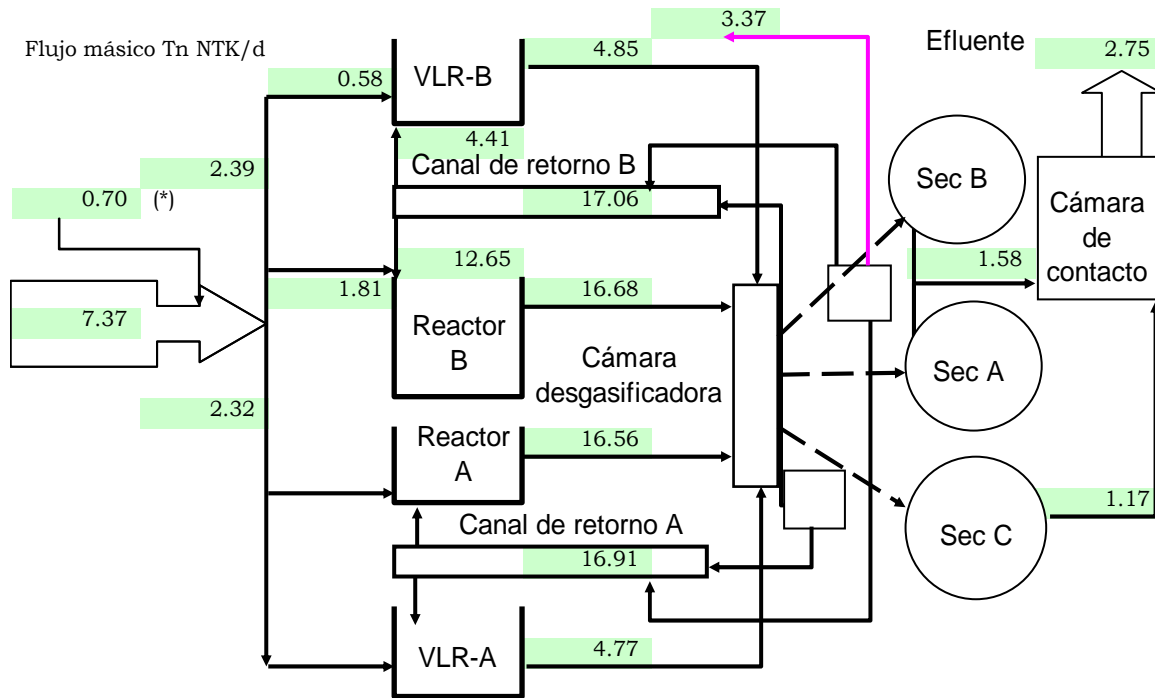 3.37
Flujo másico Tn NTK/d
4.85
Efluente
2.75
0.58
VLR-B
4.41
2.39
Canal de retorno B
Sec B
0.70
(*)
17.06
Cámara
de
contacto
12.65
1.58
1.81
16.68
7.37
Reactor
B
Cámara
desgasificadora
Sec A
2.32
Reactor
A
16.56
1.17
Canal de retorno A
Sec C
16.91
VLR-A
4.77